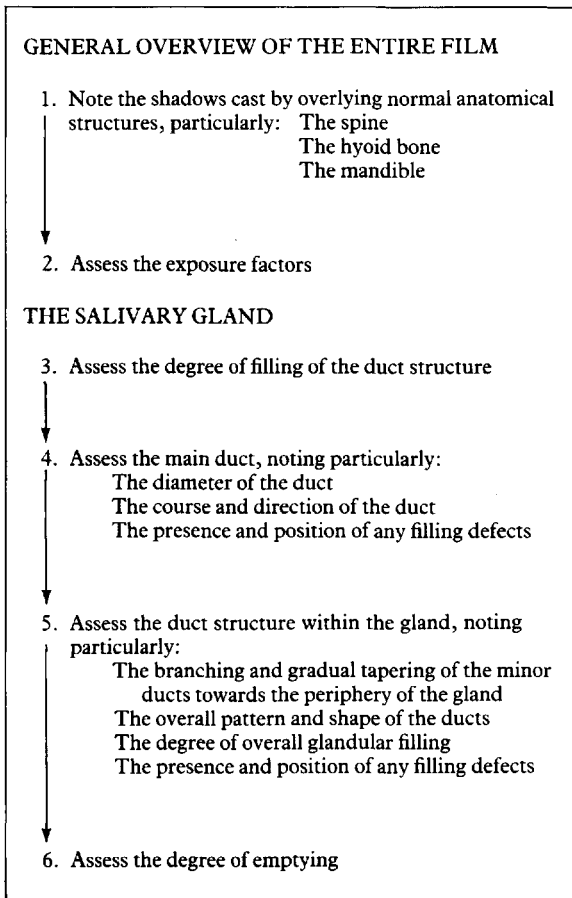 GENERAL OVERVIEW OF THE ENTIRE FILM
1. Note the shadows cast by overlying normal anatomical
structures, particularly: The spine
The hyoid bone
The mandible
2. Assess the exposure factors
THE SALIVARY GLAND
3. Assess the degree of filling of the duct structure
4. Assess the main duct, noting particularly:
The diameter of the duct
The course and direction of the duct
The presence and position of any filling defects
5. Assess the duct structure within the gland, noting
particularly:
The branching and gradual tapering of the minor
ducts towards the periphery of the gland
The overall pattern and shape of the ducts
The degree of overall glandular filling
The presence and position of any filling defects
6. Assess the degree of emptying